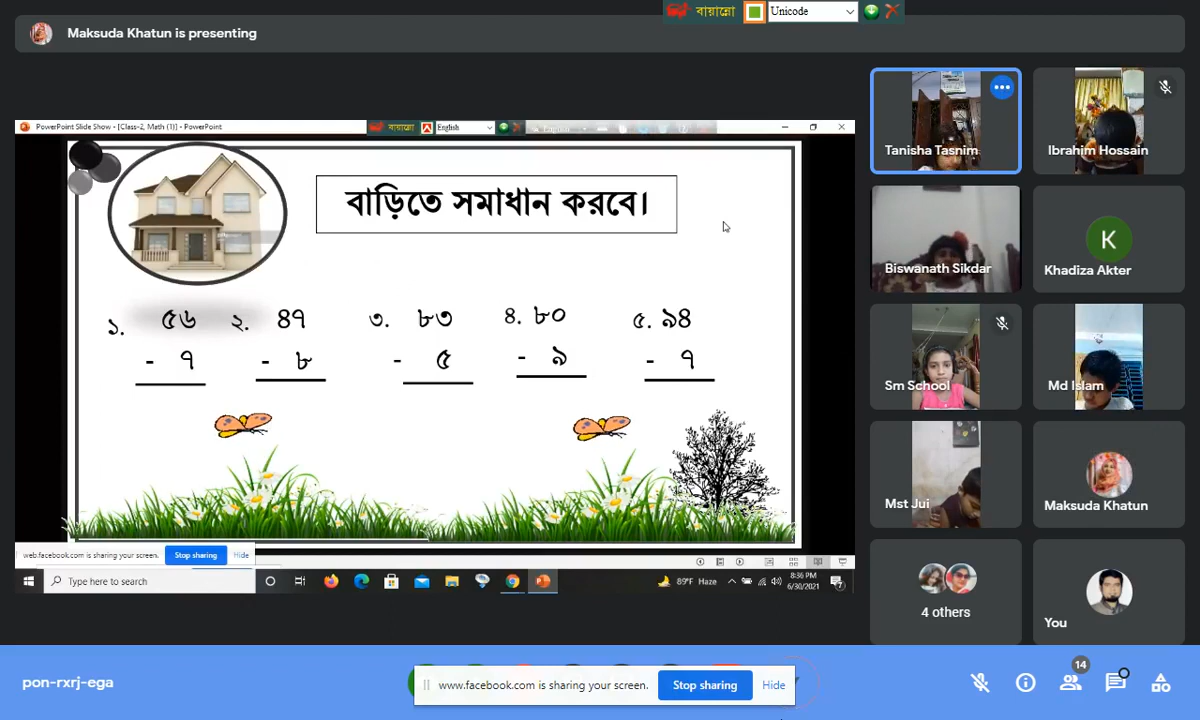 বায়ান্নো Unicode
Maksuda Khatun is presenting
PowerPoint Slide Show - [Class-2, Math (1)] - PowerPoint
বায়ান্নো English
বাড়িতে সমাধান করবে।
১. ৫৬ ২. ৪৭ ৩. ৮৩ ৪. ৮০ ৫. ৯৪
- ৭ - ৮ - ৫ - ৯ - ৭
web.facebook.com is sharing your screen. Stop sharing Hide
Type here to search
89°F Haze
8:36 PM
6/30/2021
Tanisha Tasnim
Ibrahim Hossain
Biswanath Sikdar
K
Khadiza Akter
Sm School
Md Islam
Mst Jui
Maksuda Khatun
4 others
You
pon-rxrj-ega
www.facebook.com is sharing your screen. Stop sharing Hide
14